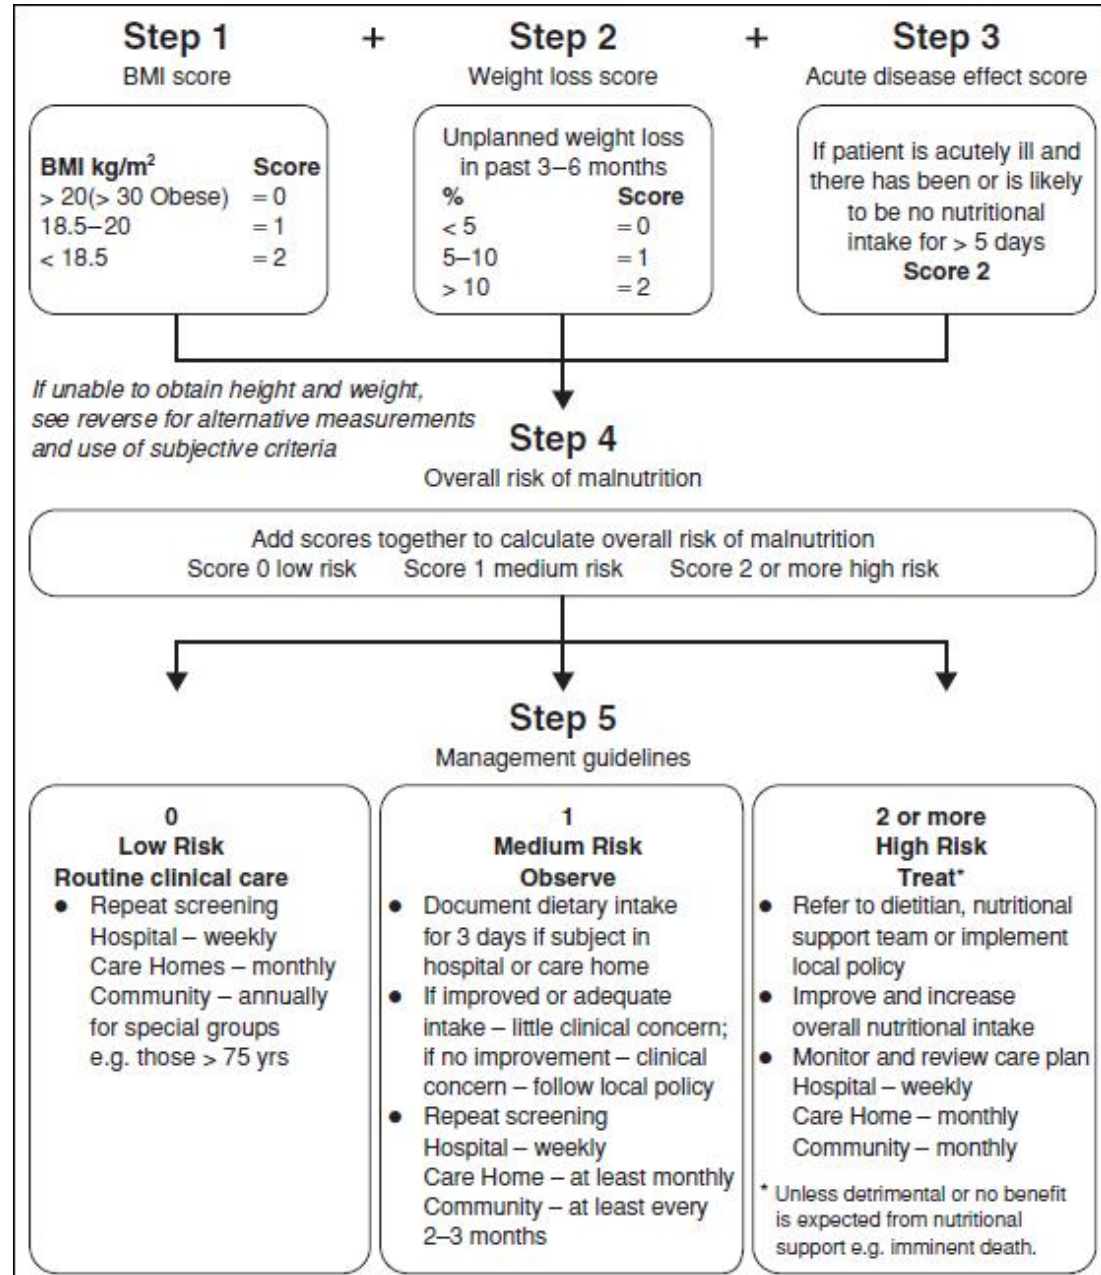 Step 1 + Step 2 + Step 3
BMI score
Weight loss score
Acute disease effect score
BMI kg/m² Score
> 20(> 30 Obese) = 0
18.5–20 = 1
< 18.5 = 2
Unplanned weight loss
in past 3–6 months
% Score
< 5 = 0
5–10 = 1
> 10 = 2
If patient is acutely ill and
there has been or is likely
to be no nutritional
intake for > 5 days
Score 2
If unable to obtain height and weight,
see reverse for alternative measurements
and use of subjective criteria
Step 4
Overall risk of malnutrition
Add scores together to calculate overall risk of malnutrition
Score 0 low risk Score 1 medium risk Score 2 or more high risk
Step 5
Management guidelines
0
Low Risk
Routine clinical care
● Repeat screening
Hospital – weekly
Care Homes – monthly
Community – annually
for special groups
e.g. those > 75 yrs
1
Medium Risk
Observe
● Document dietary intake
for 3 days if subject in
hospital or care home
● If improved or adequate
intake – little clinical concern;
if no improvement – clinical
concern – follow local policy
● Repeat screening
Hospital – weekly
Care Home – at least monthly
Community – at least every
2–3 months
2 or more
High Risk
Treat*
● Refer to dietitian, nutritional
support team or implement
local policy
● Improve and increase
overall nutritional intake
● Monitor and review care plan
Hospital – weekly
Care Home – monthly
Community – monthly
* Unless detrimental or no benefit
is expected from nutritional
support e.g. imminent death.